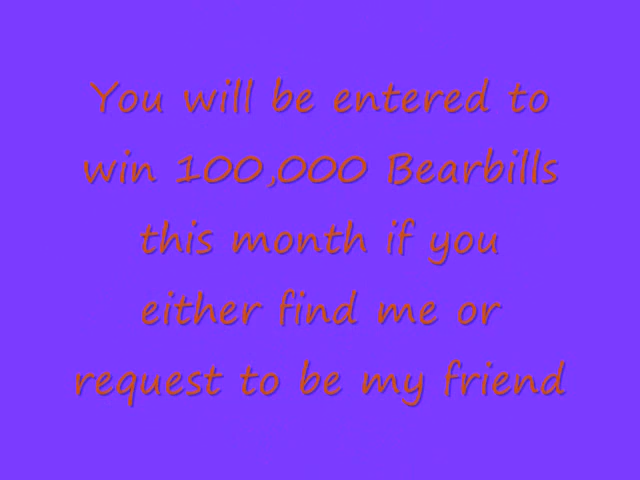 You will be entered to
win 100,000 Bearbills
this month if you
either find me or
request to be my friend